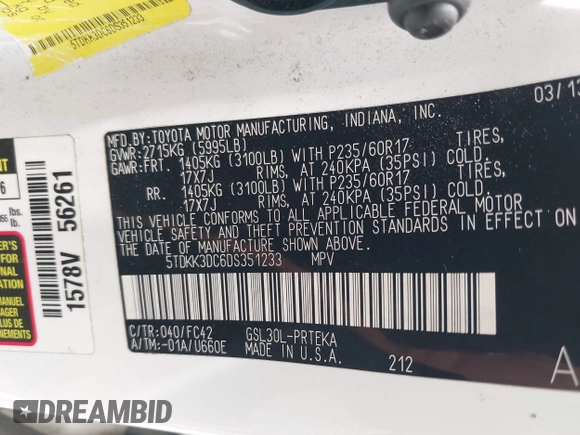 5TDKK3DC6DS351233
MFD.BY:TOYOTA MOTOR MANUFACTURING, INDIANA, INC. 03/13
GVWR:2715KG (5995LB)
GAWR:FRT. 1405KG (3100LB) WITH P235/60R17 TIRES,
17X7J RIMS, AT 240KPA (35PSI) COLD.
RR. 1405KG (3100LB) WITH P235/60R17 TIRES,
17X7J RIMS, AT 240KPA (35PSI) COLD.
THIS VEHICLE CONFORMS TO ALL APPLICABLE FEDERAL MOTOR
VEHICLE SAFETY AND THEFT PREVENTION STANDARDS IN EFFECT ON
THE DATE OF MANUFACTURE SHOWN ABOVE.
5TDKK3DC6DS351233 MPV
C/TR:040/FC42 GSL30L-PRTEKA
A/TM:-01A/U660E MADE IN U.S.A. 212
A
1578V 56261
lbs.
lb.
DREAMBID